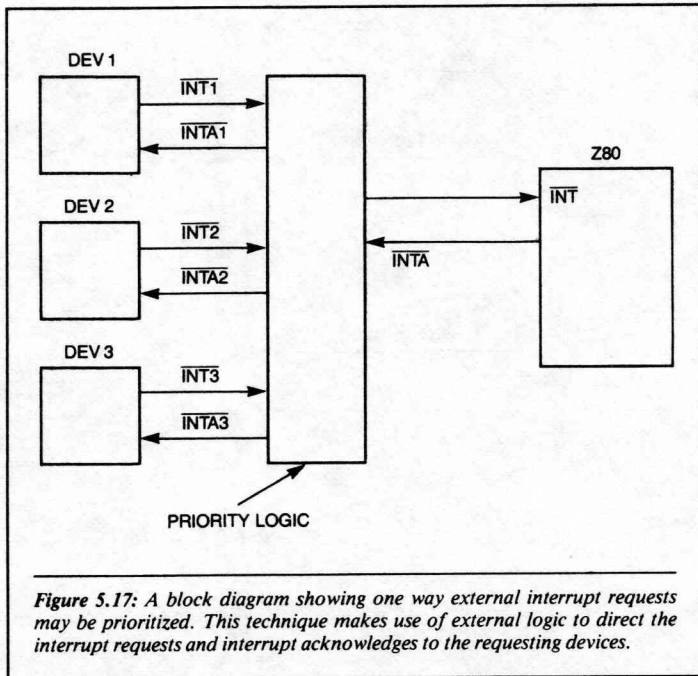 DEV 1
INT1
INTA1
DEV 2
INT2
INTA2
DEV 3
INT3
INTA3
PRIORITY LOGIC
Z80
INT
INTA
Figure 5.17: A block diagram showing one way external interrupt requests
may be prioritized. This technique makes use of external logic to direct the
interrupt requests and interrupt acknowledges to the requesting devices.